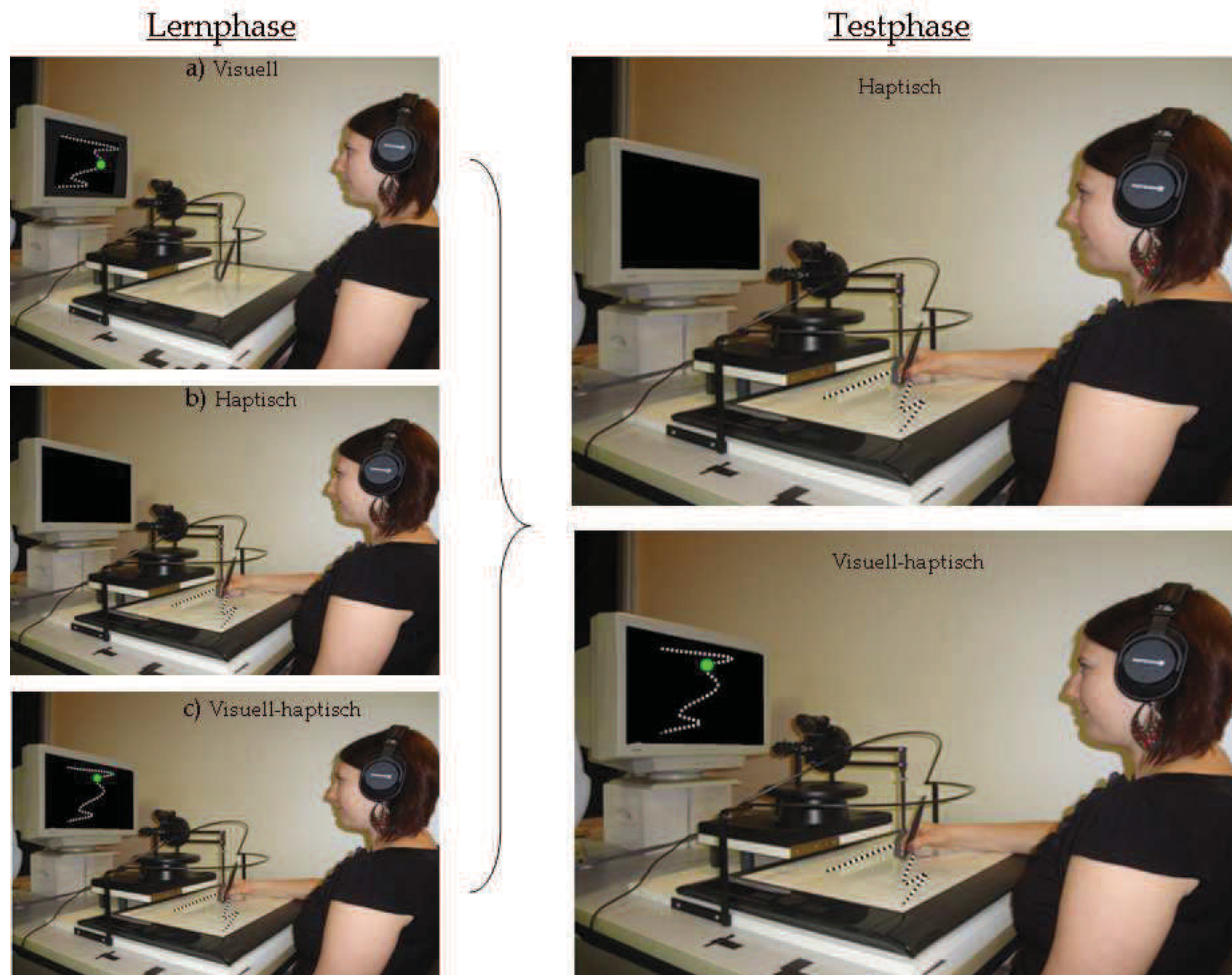 Lernphase
a) Visuell
b) Haptisch
c) Visuell-haptisch
Testphase
Haptisch
Visuell-haptisch